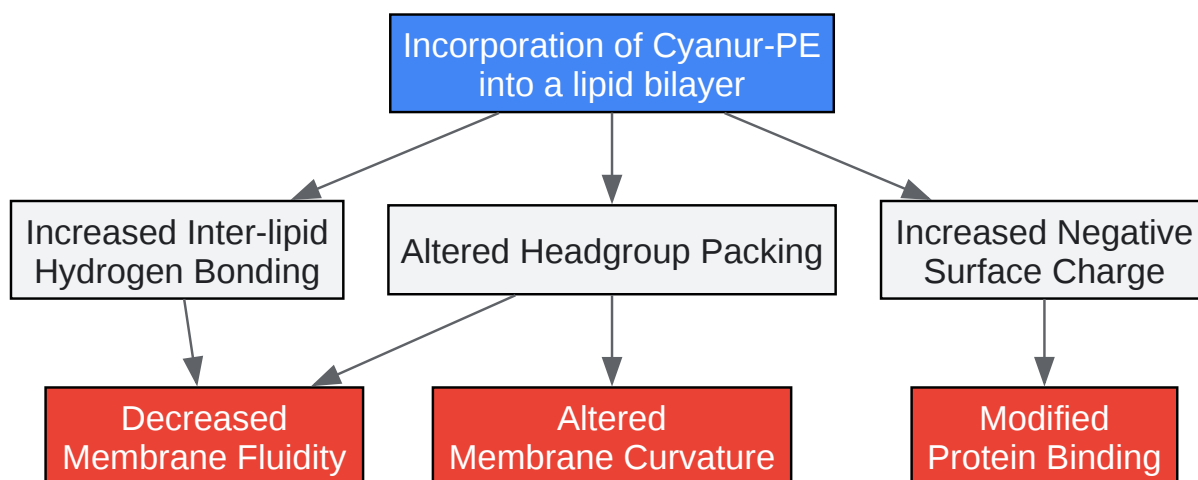 Incorporation of Cyanur-PE
into a lipid bilayer
Increased Inter-lipid
Hydrogen Bonding
Altered Headgroup Packing
Increased Negative
Surface Charge
Decreased
Membrane Fluidity
Altered
Membrane Curvature
Modified
Protein Binding